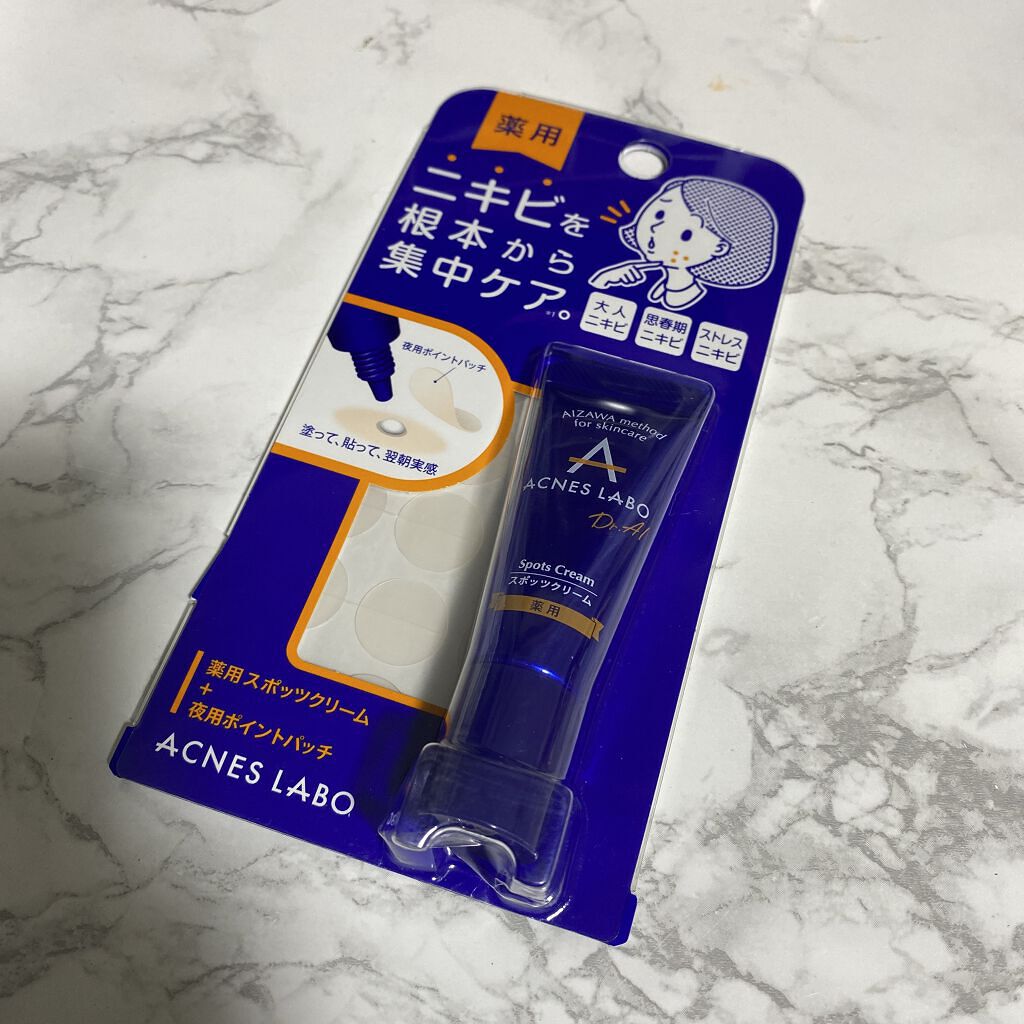 薬用
ニキビを
根本から
集中ケア。
※1
大人
ニキビ
思春期
ニキビ
ストレス
ニキビ
夜用ポイントパッチ
塗って、貼って、翌朝実感
AIZAWA method
for skincare
A
ACNES LABO
Dr.AI
Spots Cream
スポッツクリーム
薬用
薬用スポッツクリーム
+
夜用ポイントパッチ
ACNES LABO